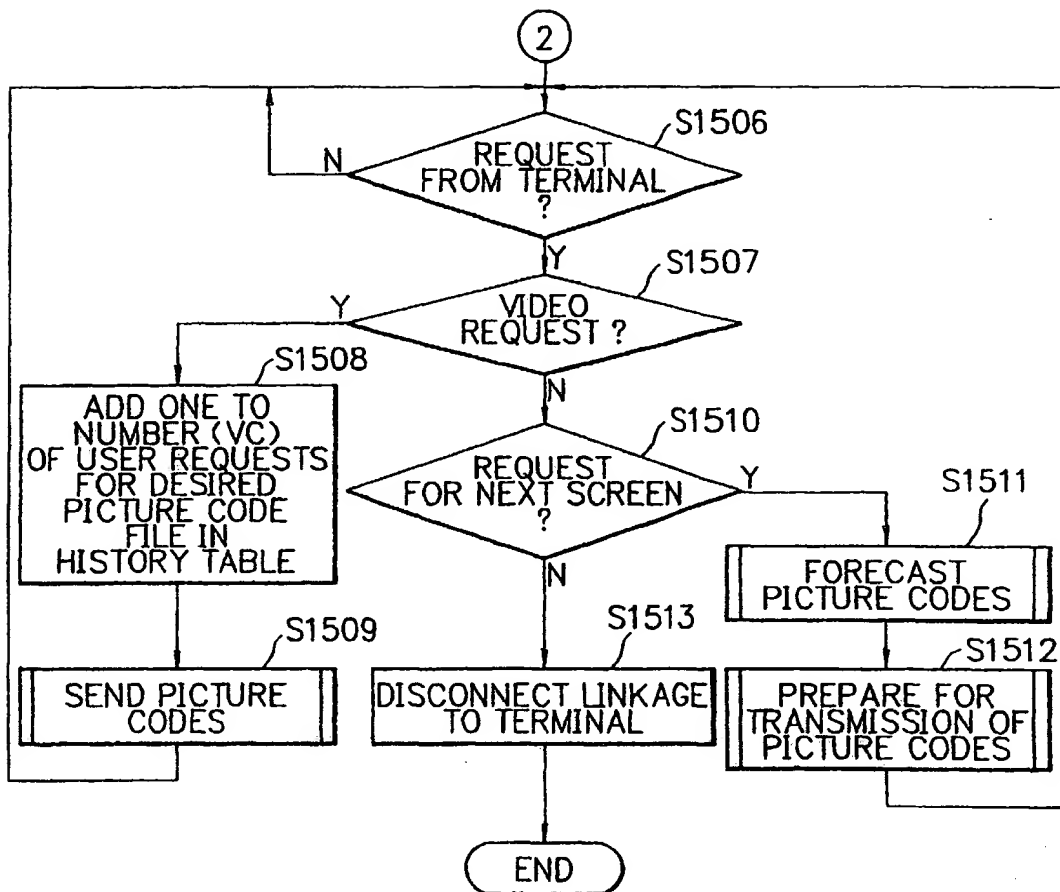 2
S1506
REQUEST
FROM TERMINAL
?
N
Y
S1507
VIDEO
REQUEST ?
Y
N
S1508
ADD ONE TO
NUMBER (VC)
OF USER REQUESTS
FOR DESIRED
PICTURE CODE
FILE IN
HISTORY TABLE
S1510
REQUEST
FOR NEXT SCREEN
?
Y
N
S1511
FORECAST
PICTURE CODES
S1509
SEND PICTURE
CODES
S1513
DISCONNECT LINKAGE
TO TERMINAL
S1512
PREPARE FOR
TRANSMISSION OF
PICTURE CODES
END